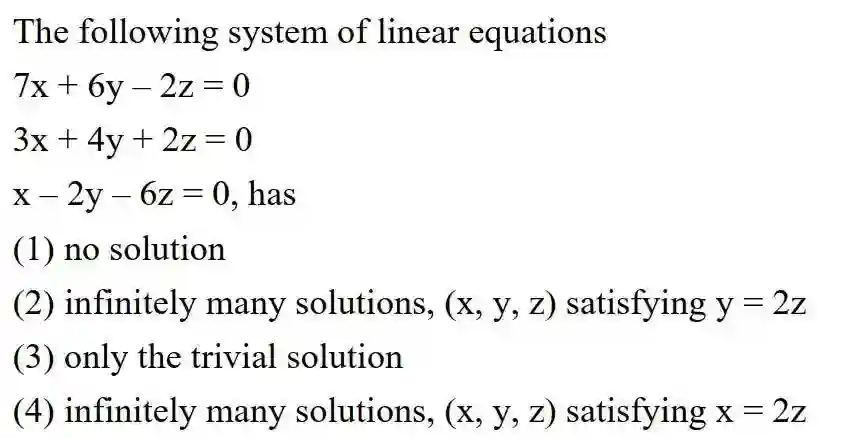 The following system of linear equations
7x + 6y – 2z = 0
3x + 4y + 2z = 0
x – 2y – 6z = 0, has
(1) no solution
(2) infinitely many solutions, (x, y, z) satisfying y = 2z
(3) only the trivial solution
(4) infinitely many solutions, (x, y, z) satisfying x = 2z